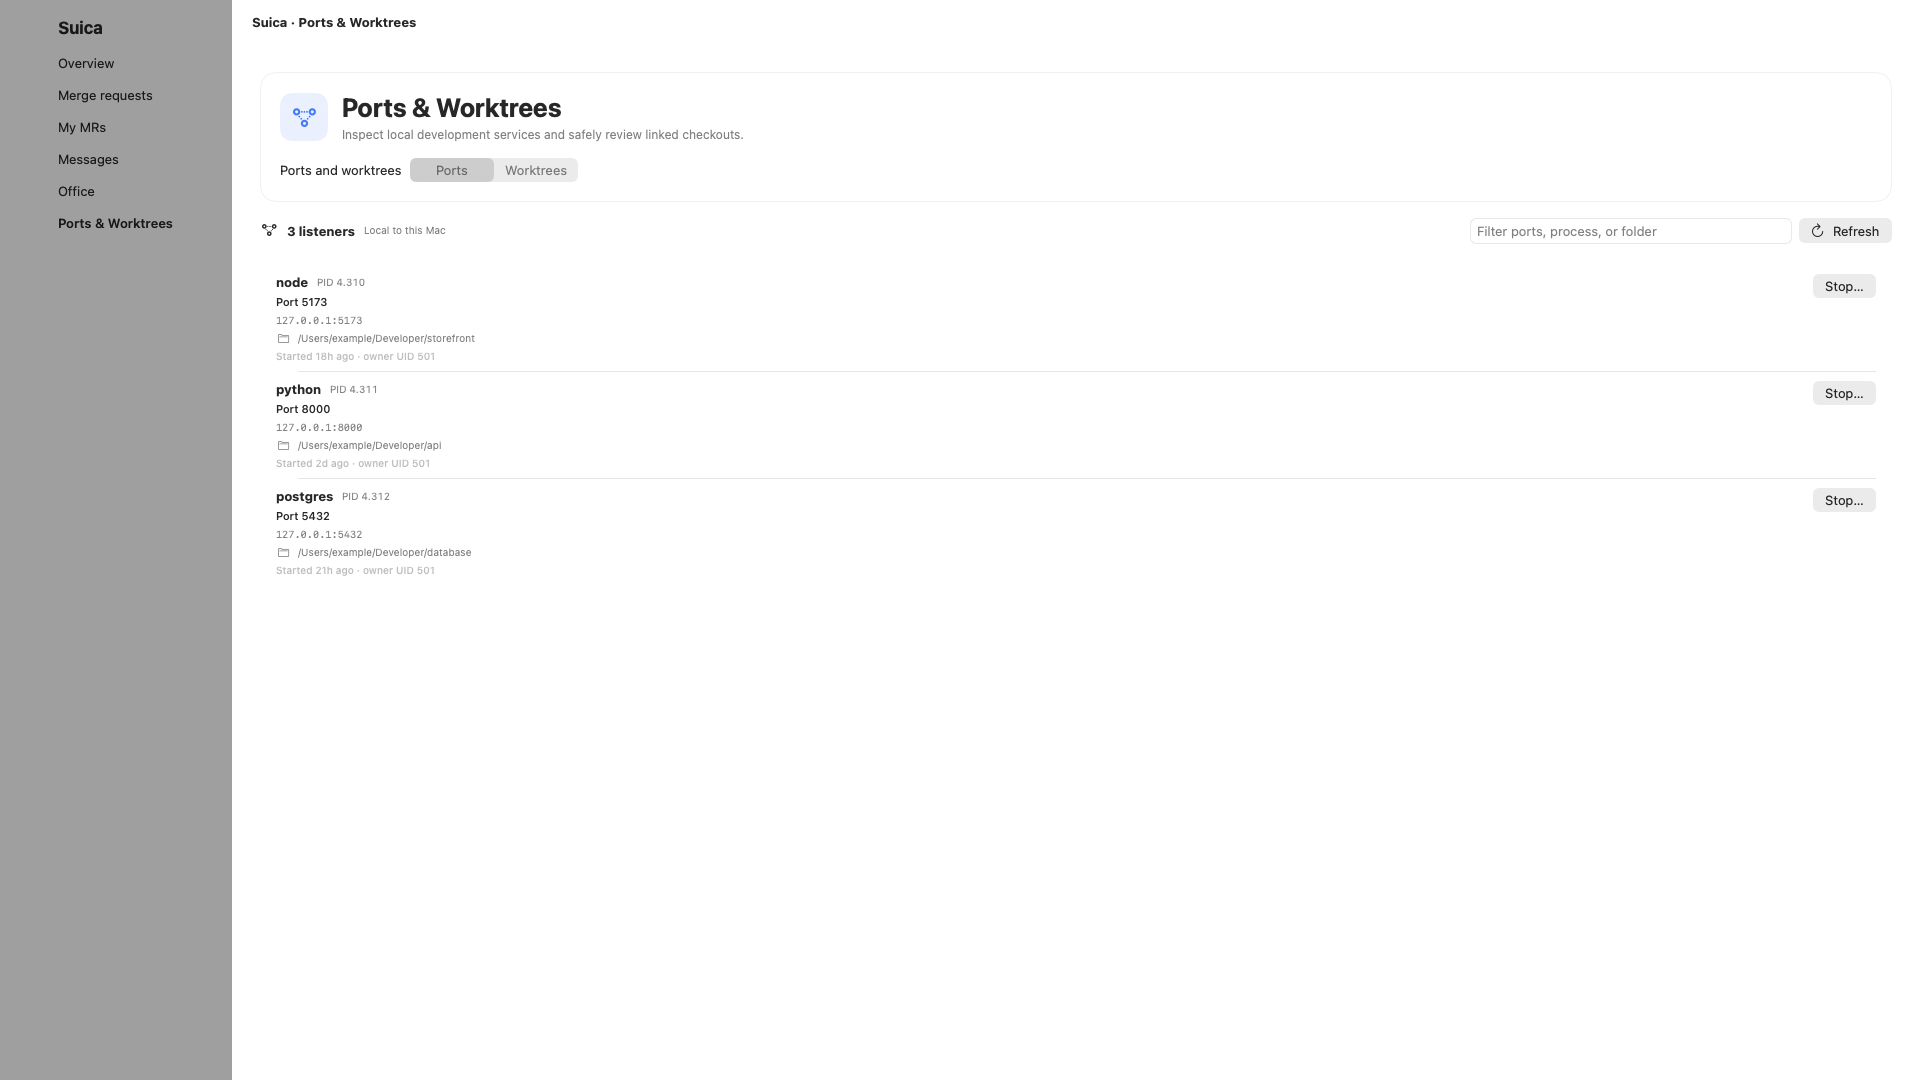 Suica
Overview
Merge requests
My MRs
Messages
Office
Ports & Worktrees
Suica · Ports & Worktrees
Ports & Worktrees
Inspect local development services and safely review linked checkouts.
Ports and worktrees Ports Worktrees
3 listeners Local to this Mac Filter ports, process, or folder Refresh
node PID 4.310 Stop...
Port 5173
127.0.0.1:5173
/Users/example/Developer/storefront
Started 18h ago · owner UID 501
python PID 4.311 Stop...
Port 8000
127.0.0.1:8000
/Users/example/Developer/api
Started 2d ago · owner UID 501
postgres PID 4.312 Stop...
Port 5432
127.0.0.1:5432
/Users/example/Developer/database
Started 21h ago · owner UID 501